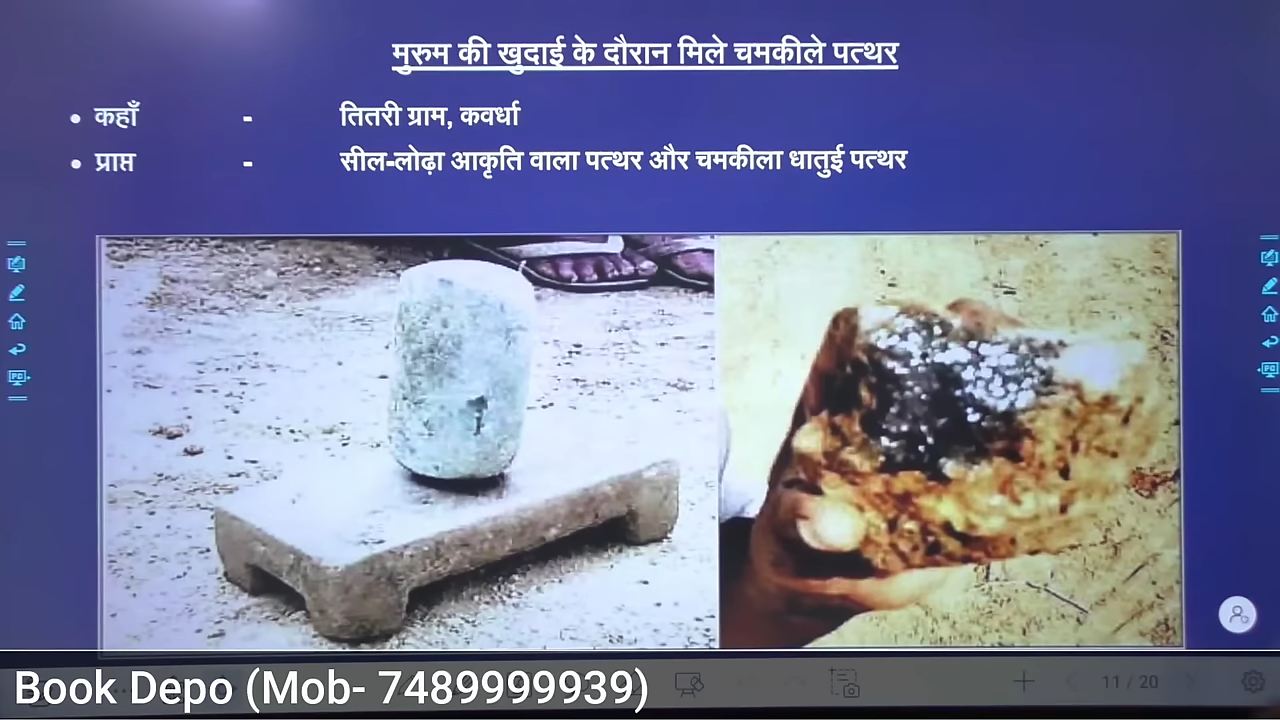 मुरुम की खुदाई के दौरान मिले चमकीले पत्थर
• कहाँ - तितरी ग्राम, कवर्धा
• प्राप्त - सील-लोढ़ा आकृति वाला पत्थर और चमकीला धातुई पत्थर
Book Depo (Mob- 7489999939)
11 / 20